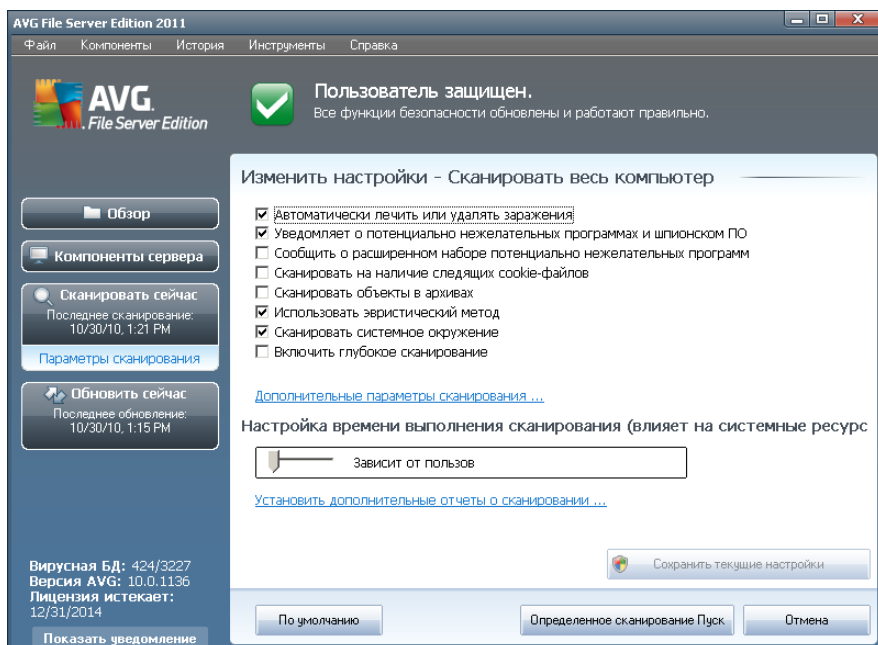 AVG File Server Edition 2011
Файл Компоненты История Инструменты Справка
AVG.
File Server Edition
Пользователь защищен.
Все функции безопасности обновлены и работают правильно.
Обзор
Компоненты сервера
Сканировать сейчас
Последнее сканирование:
10/30/10, 1:21 PM
Параметры сканирования
Обновить сейчас
Последнее обновление:
10/30/10, 1:15 PM
Вирусная БД: 424/3227
Версия AVG: 10.0.1136
Лицензия истекает:
12/31/2014
Показать уведомление
Изменить настройки - Сканировать весь компьютер
Автоматически лечить или удалять заражения
Уведомляет о потенциально нежелательных программах и шпионском ПО
Сообщить о расширенном наборе потенциально нежелательных программ
Сканировать на наличие следящих cookie-файлов
Сканировать объекты в архивах
Использовать эвристический метод
Сканировать системное окружение
Включить глубокое сканирование
Дополнительные параметры сканирования ...
Настройка времени выполнения сканирования (влияет на системные ресурс
Зависит от пользов
Установить дополнительные отчеты о сканировании ...
Сохранить текущие настройки
По умолчанию
Определенное сканирование Пуск
Отмена